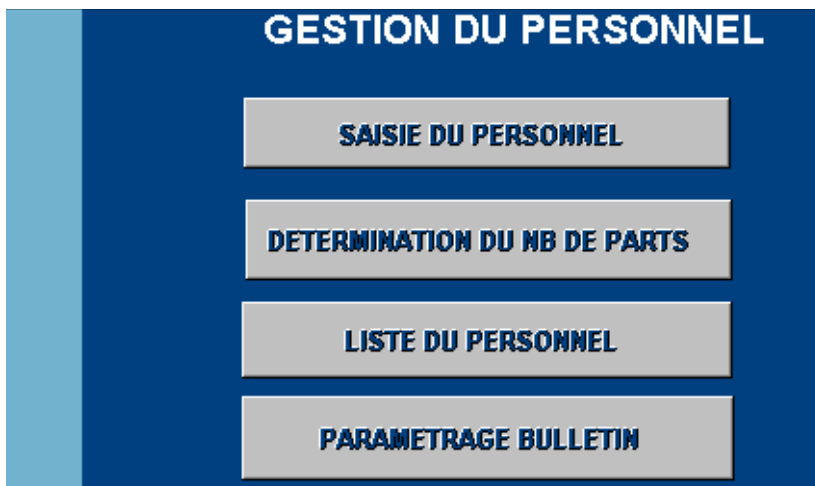 GESTION DU PERSONNEL
SAISIE DU PERSONNEL
DETERMINATION DU NB DE PARTS
LISTE DU PERSONNEL
PARAMETRAGE BULLETIN